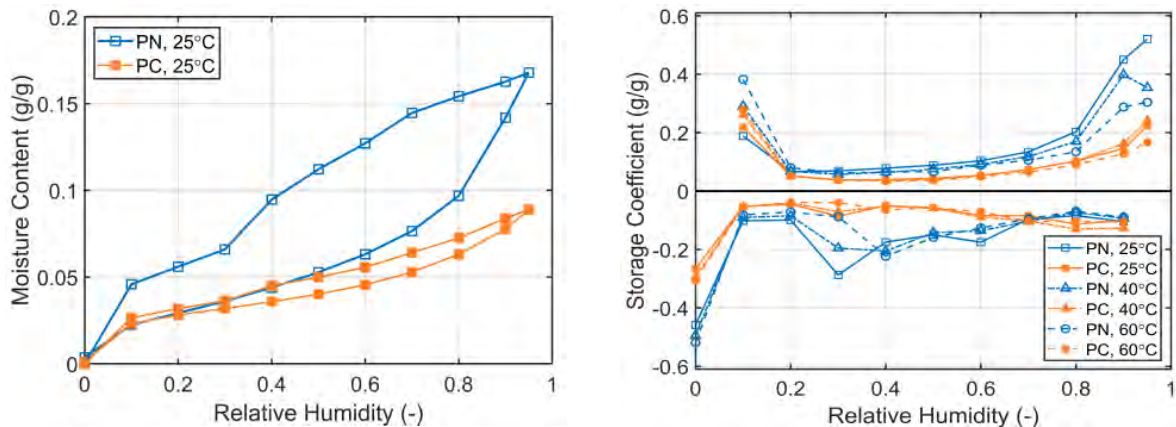 0.2
0.15
0.1
0.05
0
Moisture Content (g/g)
PN, 25°C
PC, 25°C
0 0.2 0.4 0.6 0.8 1
Relative Humidity (-)
0.6
0.4
0.2
0
-0.2
-0.4
-0.6
Storage Coefficient (g/g)
PN, 25°C
PC, 25°C
PN, 40°C
PC, 40°C
PN, 60°C
PC, 60°C
0 0.2 0.4 0.6 0.8 1
Relative Humidity (-)